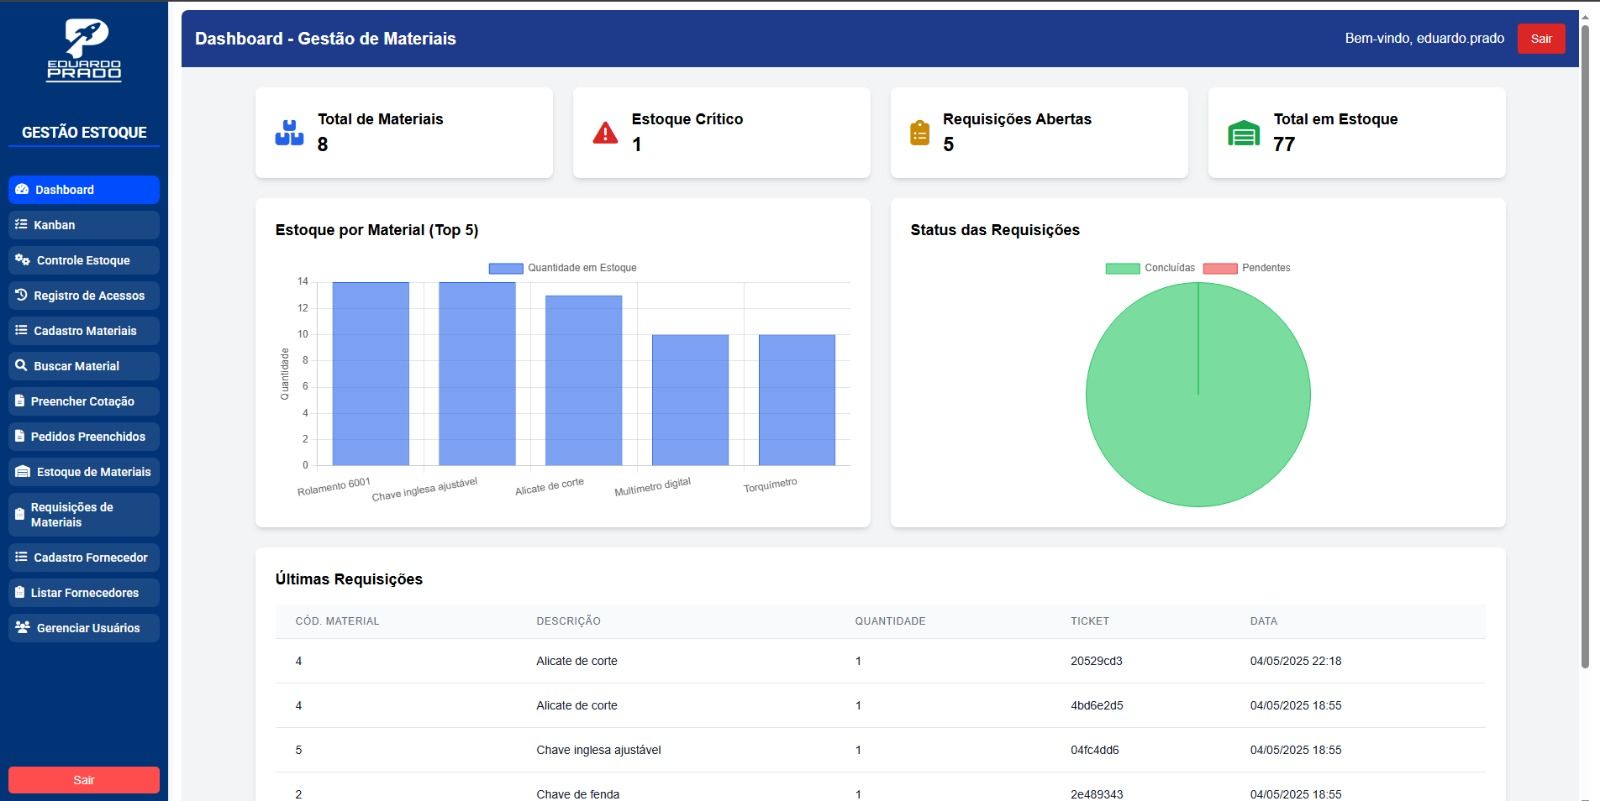 EDUARDO
PRADO
GESTÃO ESTOQUE
Dashboard
Kanban
Controle Estoque
Registro de Acessos
Cadastro Materiais
Buscar Material
Preencher Cotação
Pedidos Preenchidos
Estoque de Materiais
Requisições de
Materiais
Cadastro Fornecedor
Listar Fornecedores
Gerenciar Usuários
Sair
Dashboard - Gestão de Materiais
Bem-vindo, eduardo.prado
Sair
Total de Materiais
8
Estoque Crítico
1
Requisições Abertas
5
Total em Estoque
77
Estoque por Material (Top 5)
Quantidade em Estoque
Quantidade
14
12
10
8
6
4
2
0
Rolamento 6001
Chave inglesa ajustável
Alicate de corte
Multímetro digital
Torquímetro
Status das Requisições
Concluídas Pendentes
Últimas Requisições
CÓD. MATERIAL DESCRIÇÃO QUANTIDADE TICKET DATA
4 Alicate de corte 1 20529cd3 04/05/2025 22:18
4 Alicate de corte 1 4bd6e2d5 04/05/2025 18:55
5 Chave inglesa ajustável 1 04fc4dd6 04/05/2025 18:55
2 Chave de fenda 1 2e489343 04/05/2025 18:55